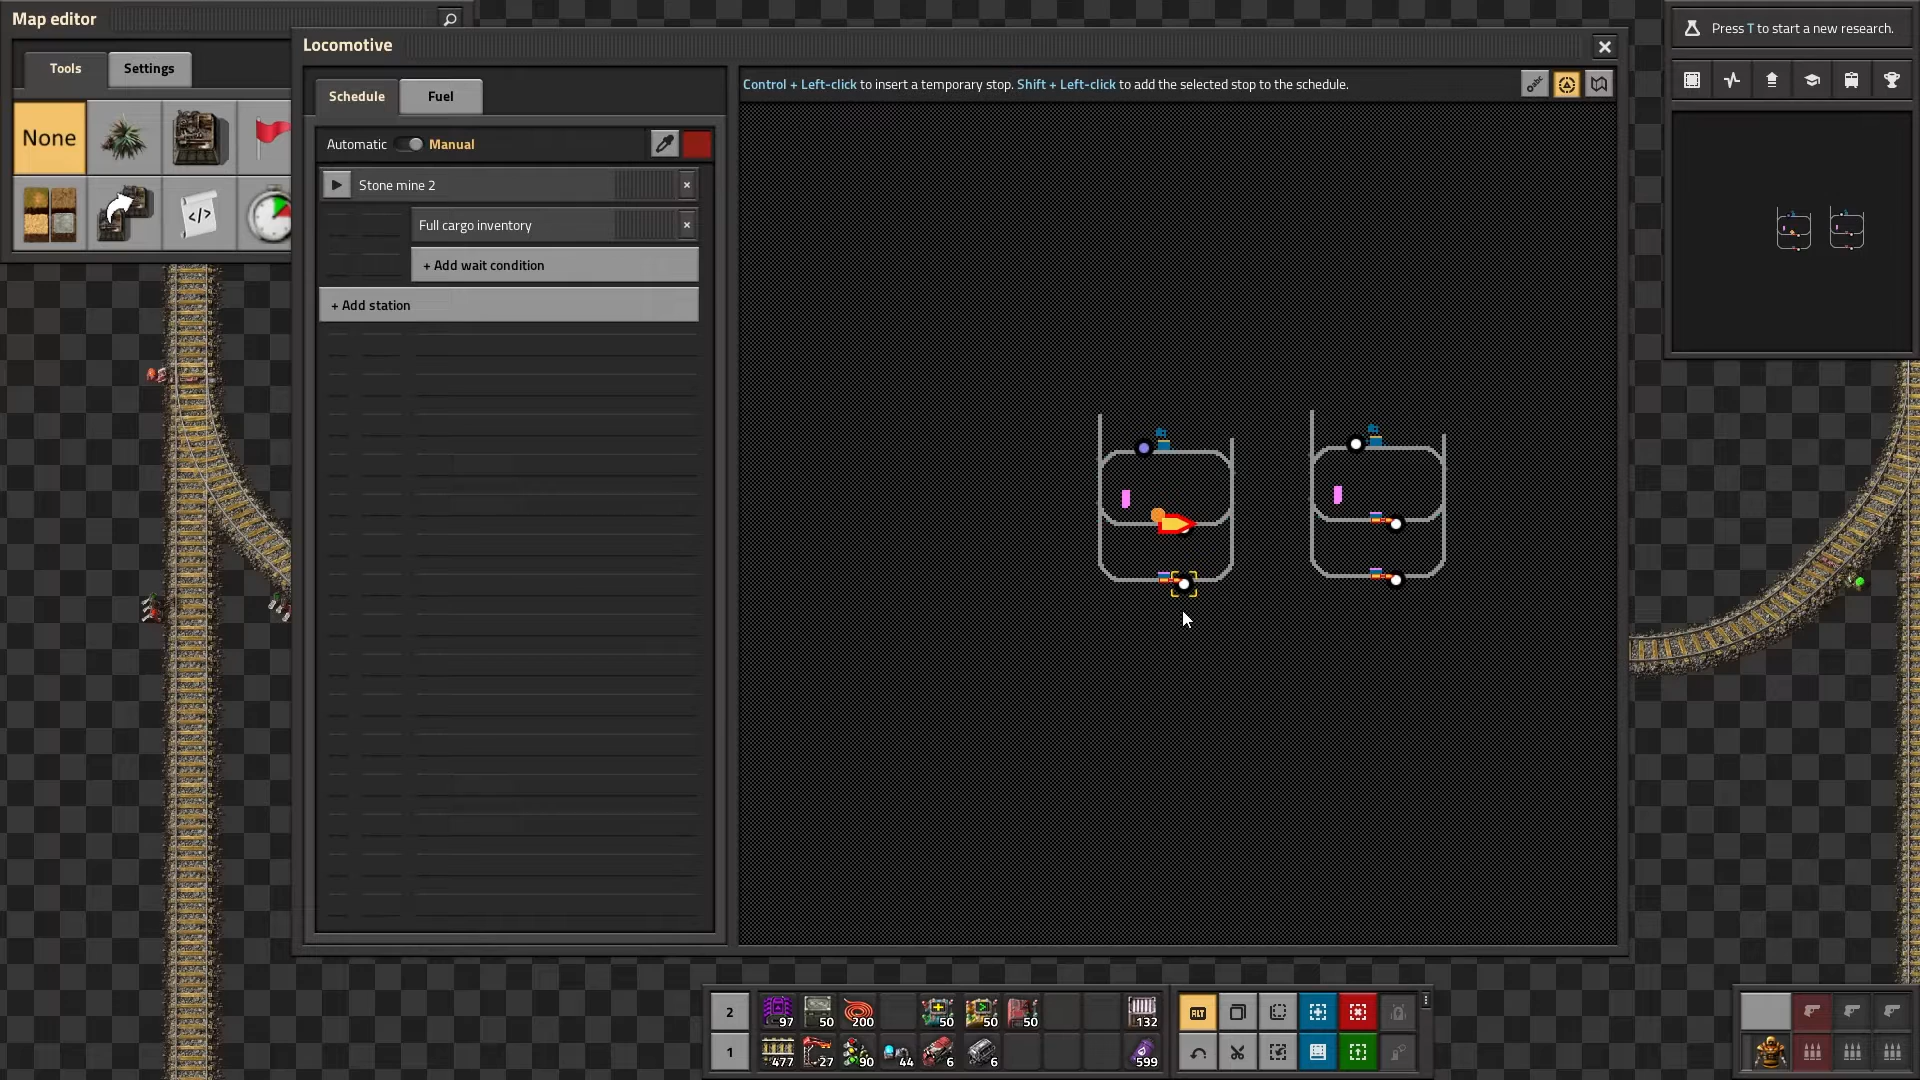 Map editor
Tools
Settings
None
</>
Locomotive
Schedule
Fuel
Automatic
Manual
Stone mine 2
Full cargo inventory
+ Add wait condition
+ Add station
Control + Left-click to insert a temporary stop. Shift + Left-click to add the selected stop to the schedule.
abc
Press T to start a new research.
2
97
50
200
50
50
50
132
1
477
27
90
44
6
6
599
ALT